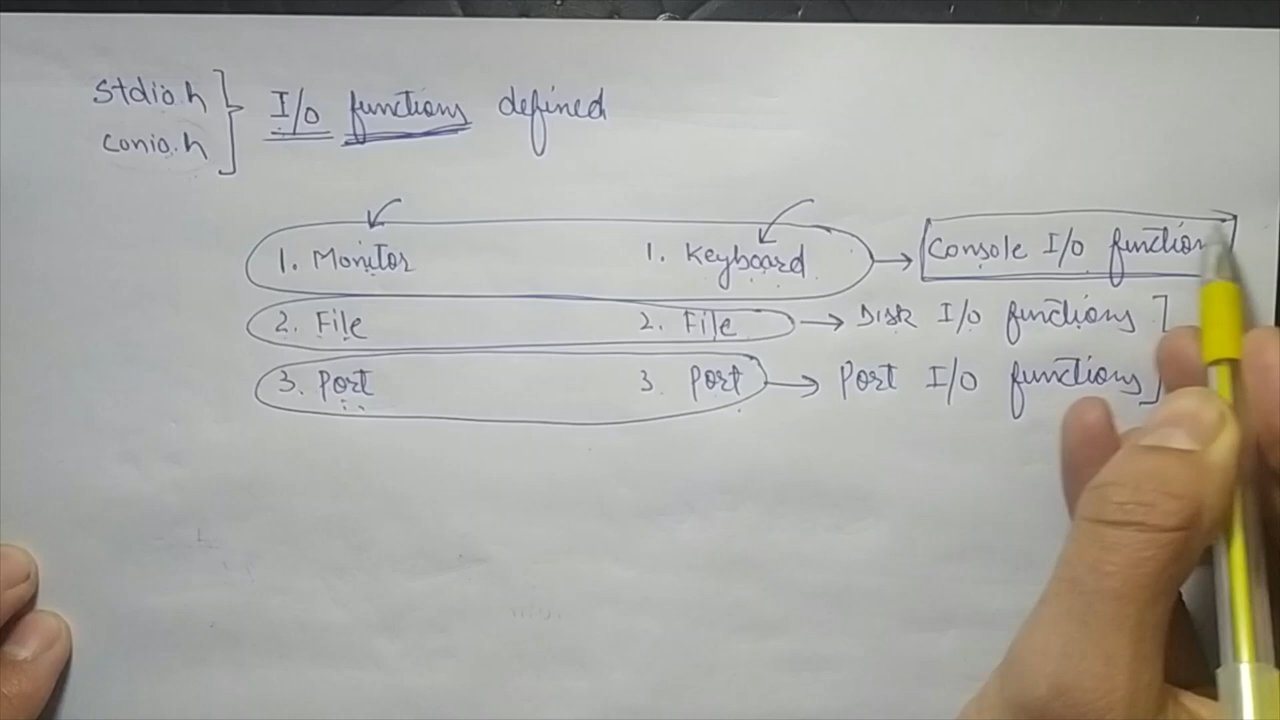 stdio.h } I/o functions defined
conio.h
1. Monitor 1. Keyboard → Console I/o function
2. File 2. File → Disk I/o functions ]
3. Port 3. Port → Port I/o functions ]